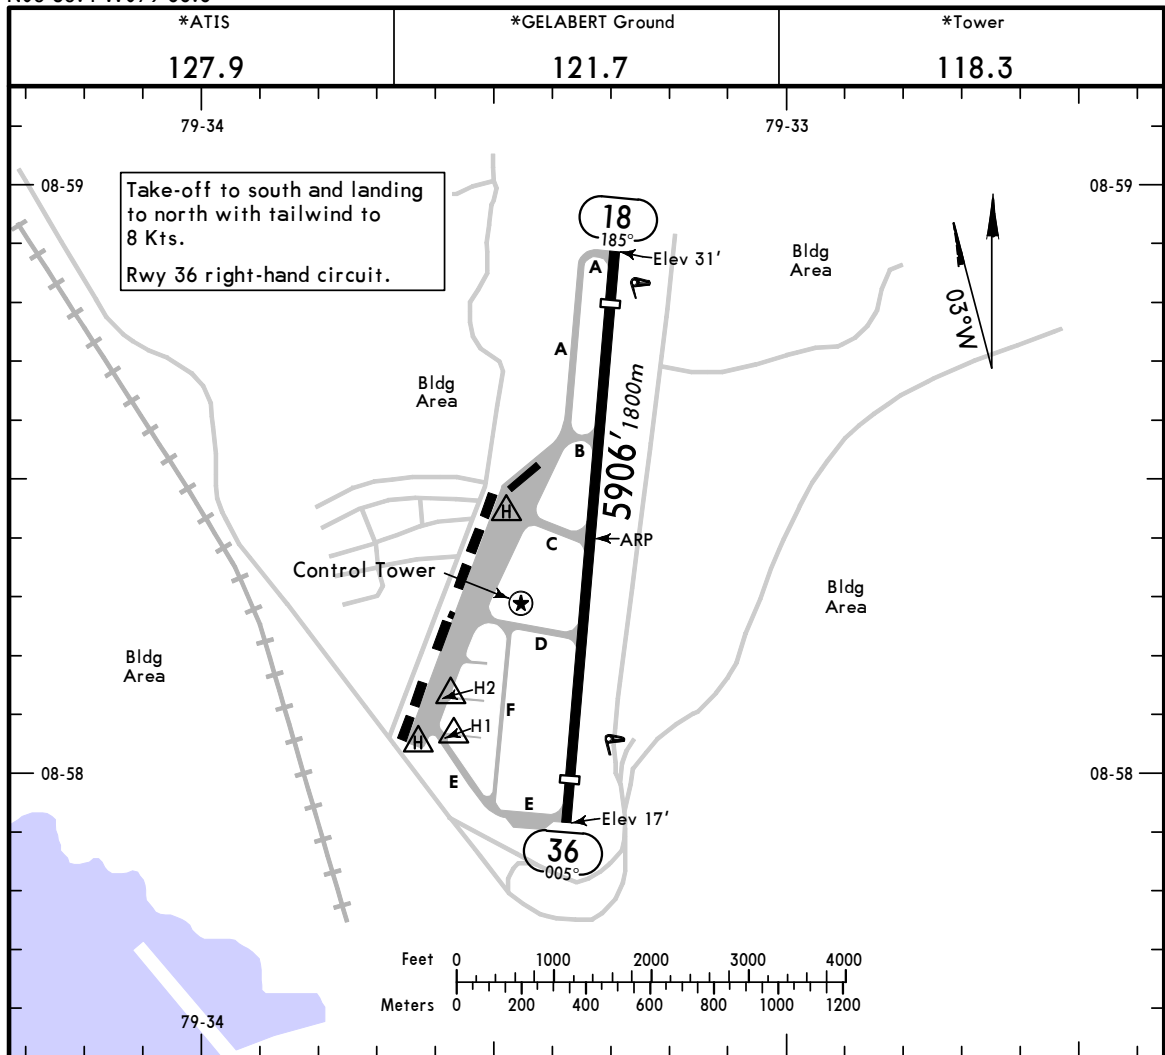 *ATIS
127.9
*GELABERT Ground
121.7
*Tower
118.3
79-34
79-33
08-59
08-59
Take-off to south and landing
to north with tailwind to
8 Kts.
Rwy 36 right-hand circuit.
18
185°
Elev 31'
A
A
Bldg
Area
03°W
Bldg
Area
B
5906' 1800m
H
C
ARP
Control Tower
Bldg
Area
D
Bldg
Area
H2
F
H1
H
08-58
08-58
E
E
Elev 17'
36
005°
Feet 0 1000 2000 3000 4000
Meters 0 200 400 600 800 1000 1200
79-34